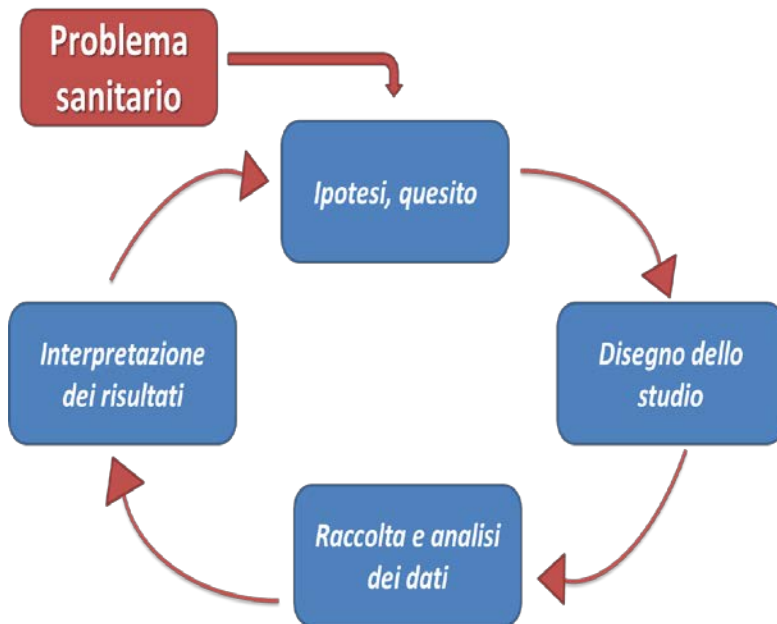 Problema
sanitario
Ipotesi, quesito
Interpretazione
dei risultati
Disegno dello
studio
Raccolta e analisi
dei dati